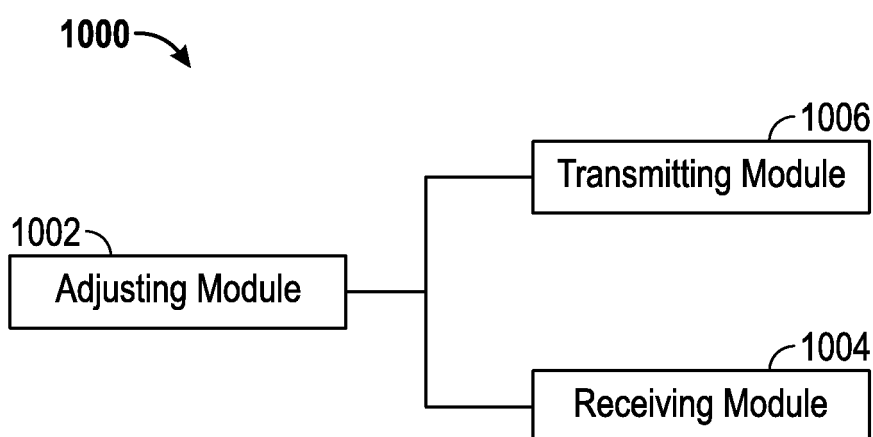 1000
1006
Transmitting Module
1002
Adjusting Module
1004
Receiving Module